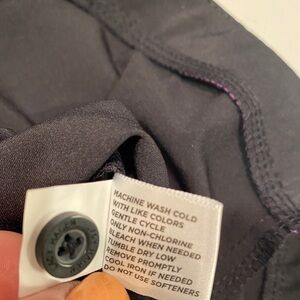 MACHINE WASH COLD
WITH LIKE COLORS
GENTLE CYCLE
ONLY NON-CHLORINE
BLEACH WHEN NEEDED
TUMBLE DRY LOW
REMOVE PROMPTLY
COOL IRON IF NEEDED
DO NOT USE SOFTENERS